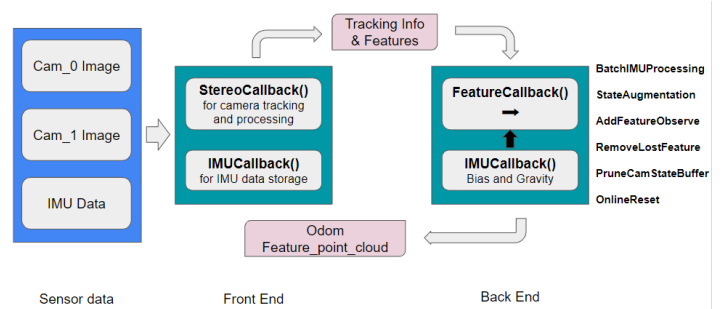 Tracking Info
& Features
Cam_0 Image
Cam_1 Image
IMU Data
StereoCallback()
for camera tracking
and processing
IMUCallback()
for IMU data storage
FeatureCallback()
IMUCallback()
Bias and Gravity
BatchIMUProcessing
StateAugmentation
AddFeatureObserve
RemoveLostFeature
PruneCamStateBuffer
OnlineReset
Odom
Feature_point_cloud
Sensor data
Front End
Back End